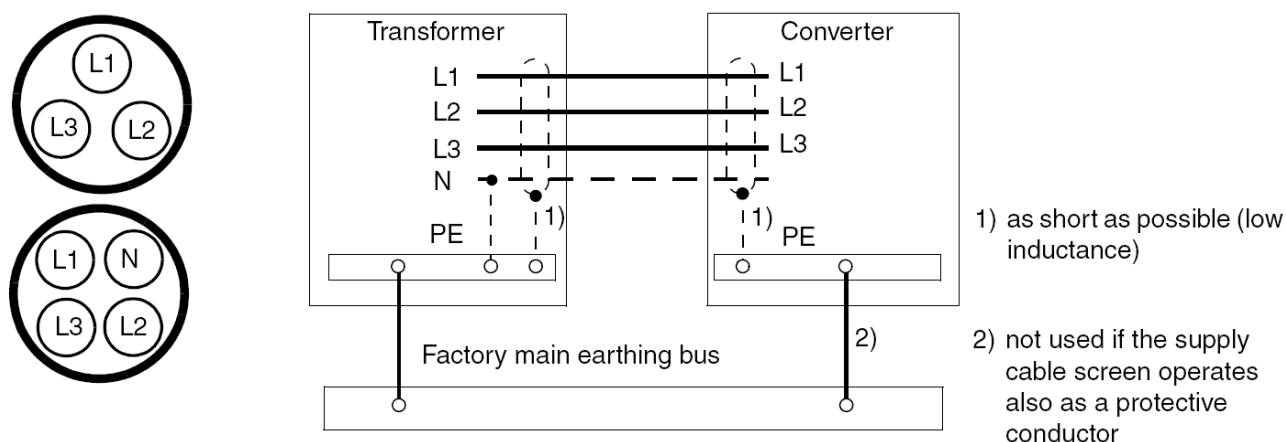 L1
L3 L2
L1 N
L3 L2
Transformer
L1
L2
L3
N
PE
1)
Converter
L1
L2
L3
1)
PE
2)
Factory main earthing bus
1) as short as possible (low
inductance)
2) not used if the supply
cable screen operates
also as a protective
conductor